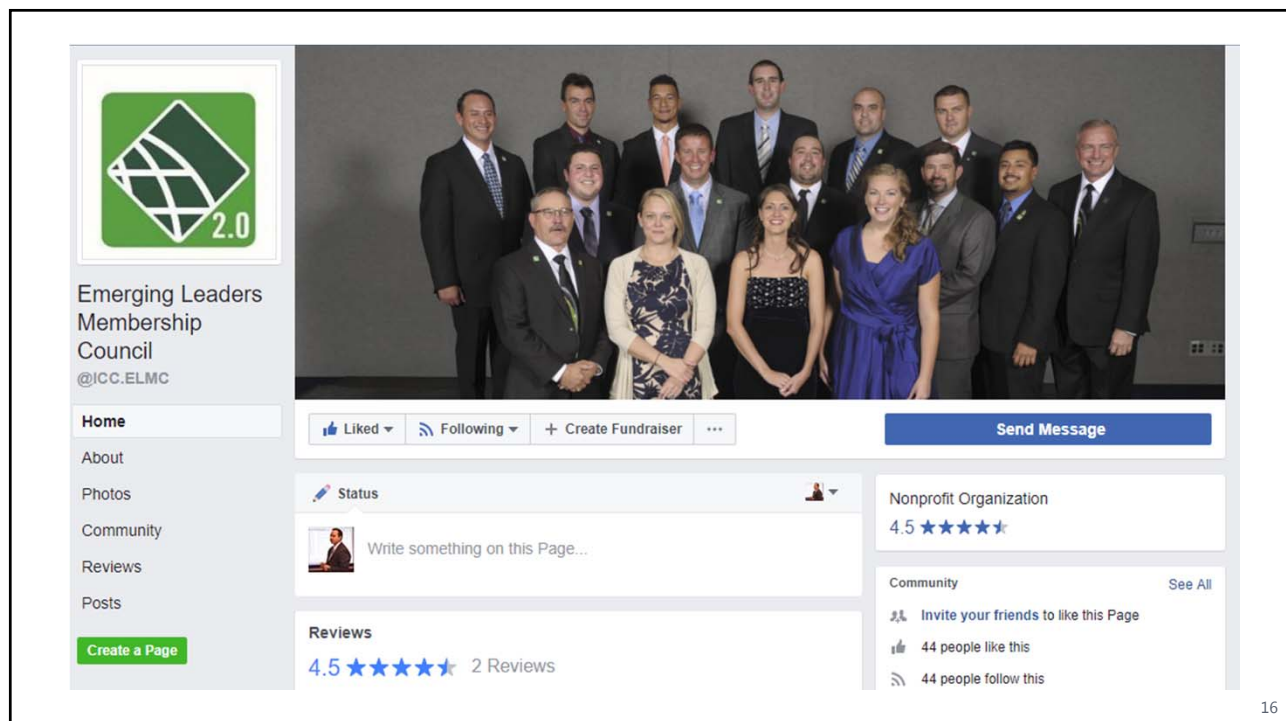 2.0
Emerging Leaders
Membership
Council
@ICC.ELMC
Home
About
Photos
Community
Reviews
Posts
Create a Page
Liked
Following
+ Create Fundraiser
...
Send Message
Status
Write something on this Page...
Reviews
4.5 ★★★★★ 2 Reviews
Nonprofit Organization
4.5 ★★★★★
Community See All
Invite your friends to like this Page
44 people like this
44 people follow this
16